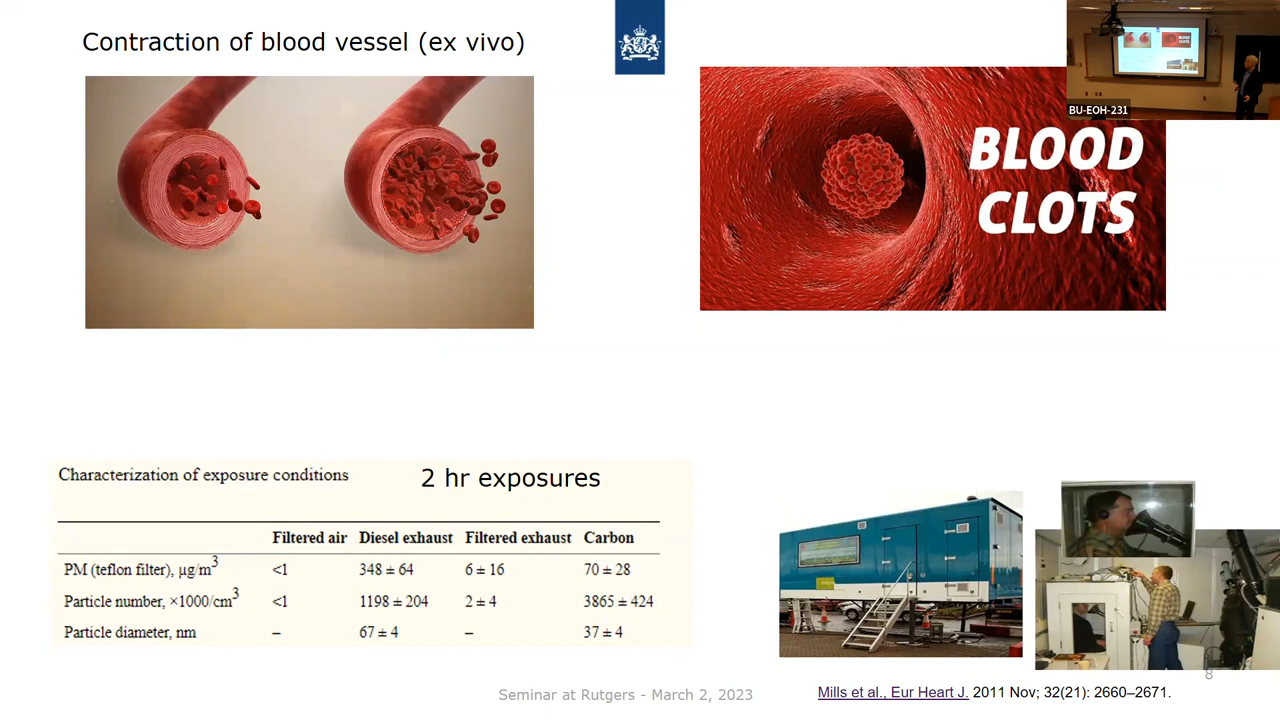 Contraction of blood vessel (ex vivo)
BU-EOH-231
BLOOD
CLOTS
Characterization of exposure conditions
2 hr exposures
Filtered air Diesel exhaust Filtered exhaust Carbon
PM (teflon filter), µg/m3 <1 348 ± 64 6 ± 16 70 ± 28
Particle number, ×1000/cm3 <1 1198 ± 204 2 ± 4 3865 ± 424
Particle diameter, nm – 67 ± 4 – 37 ± 4
8
Seminar at Rutgers - March 2, 2023
Mills et al., Eur Heart J. 2011 Nov; 32(21): 2660–2671.